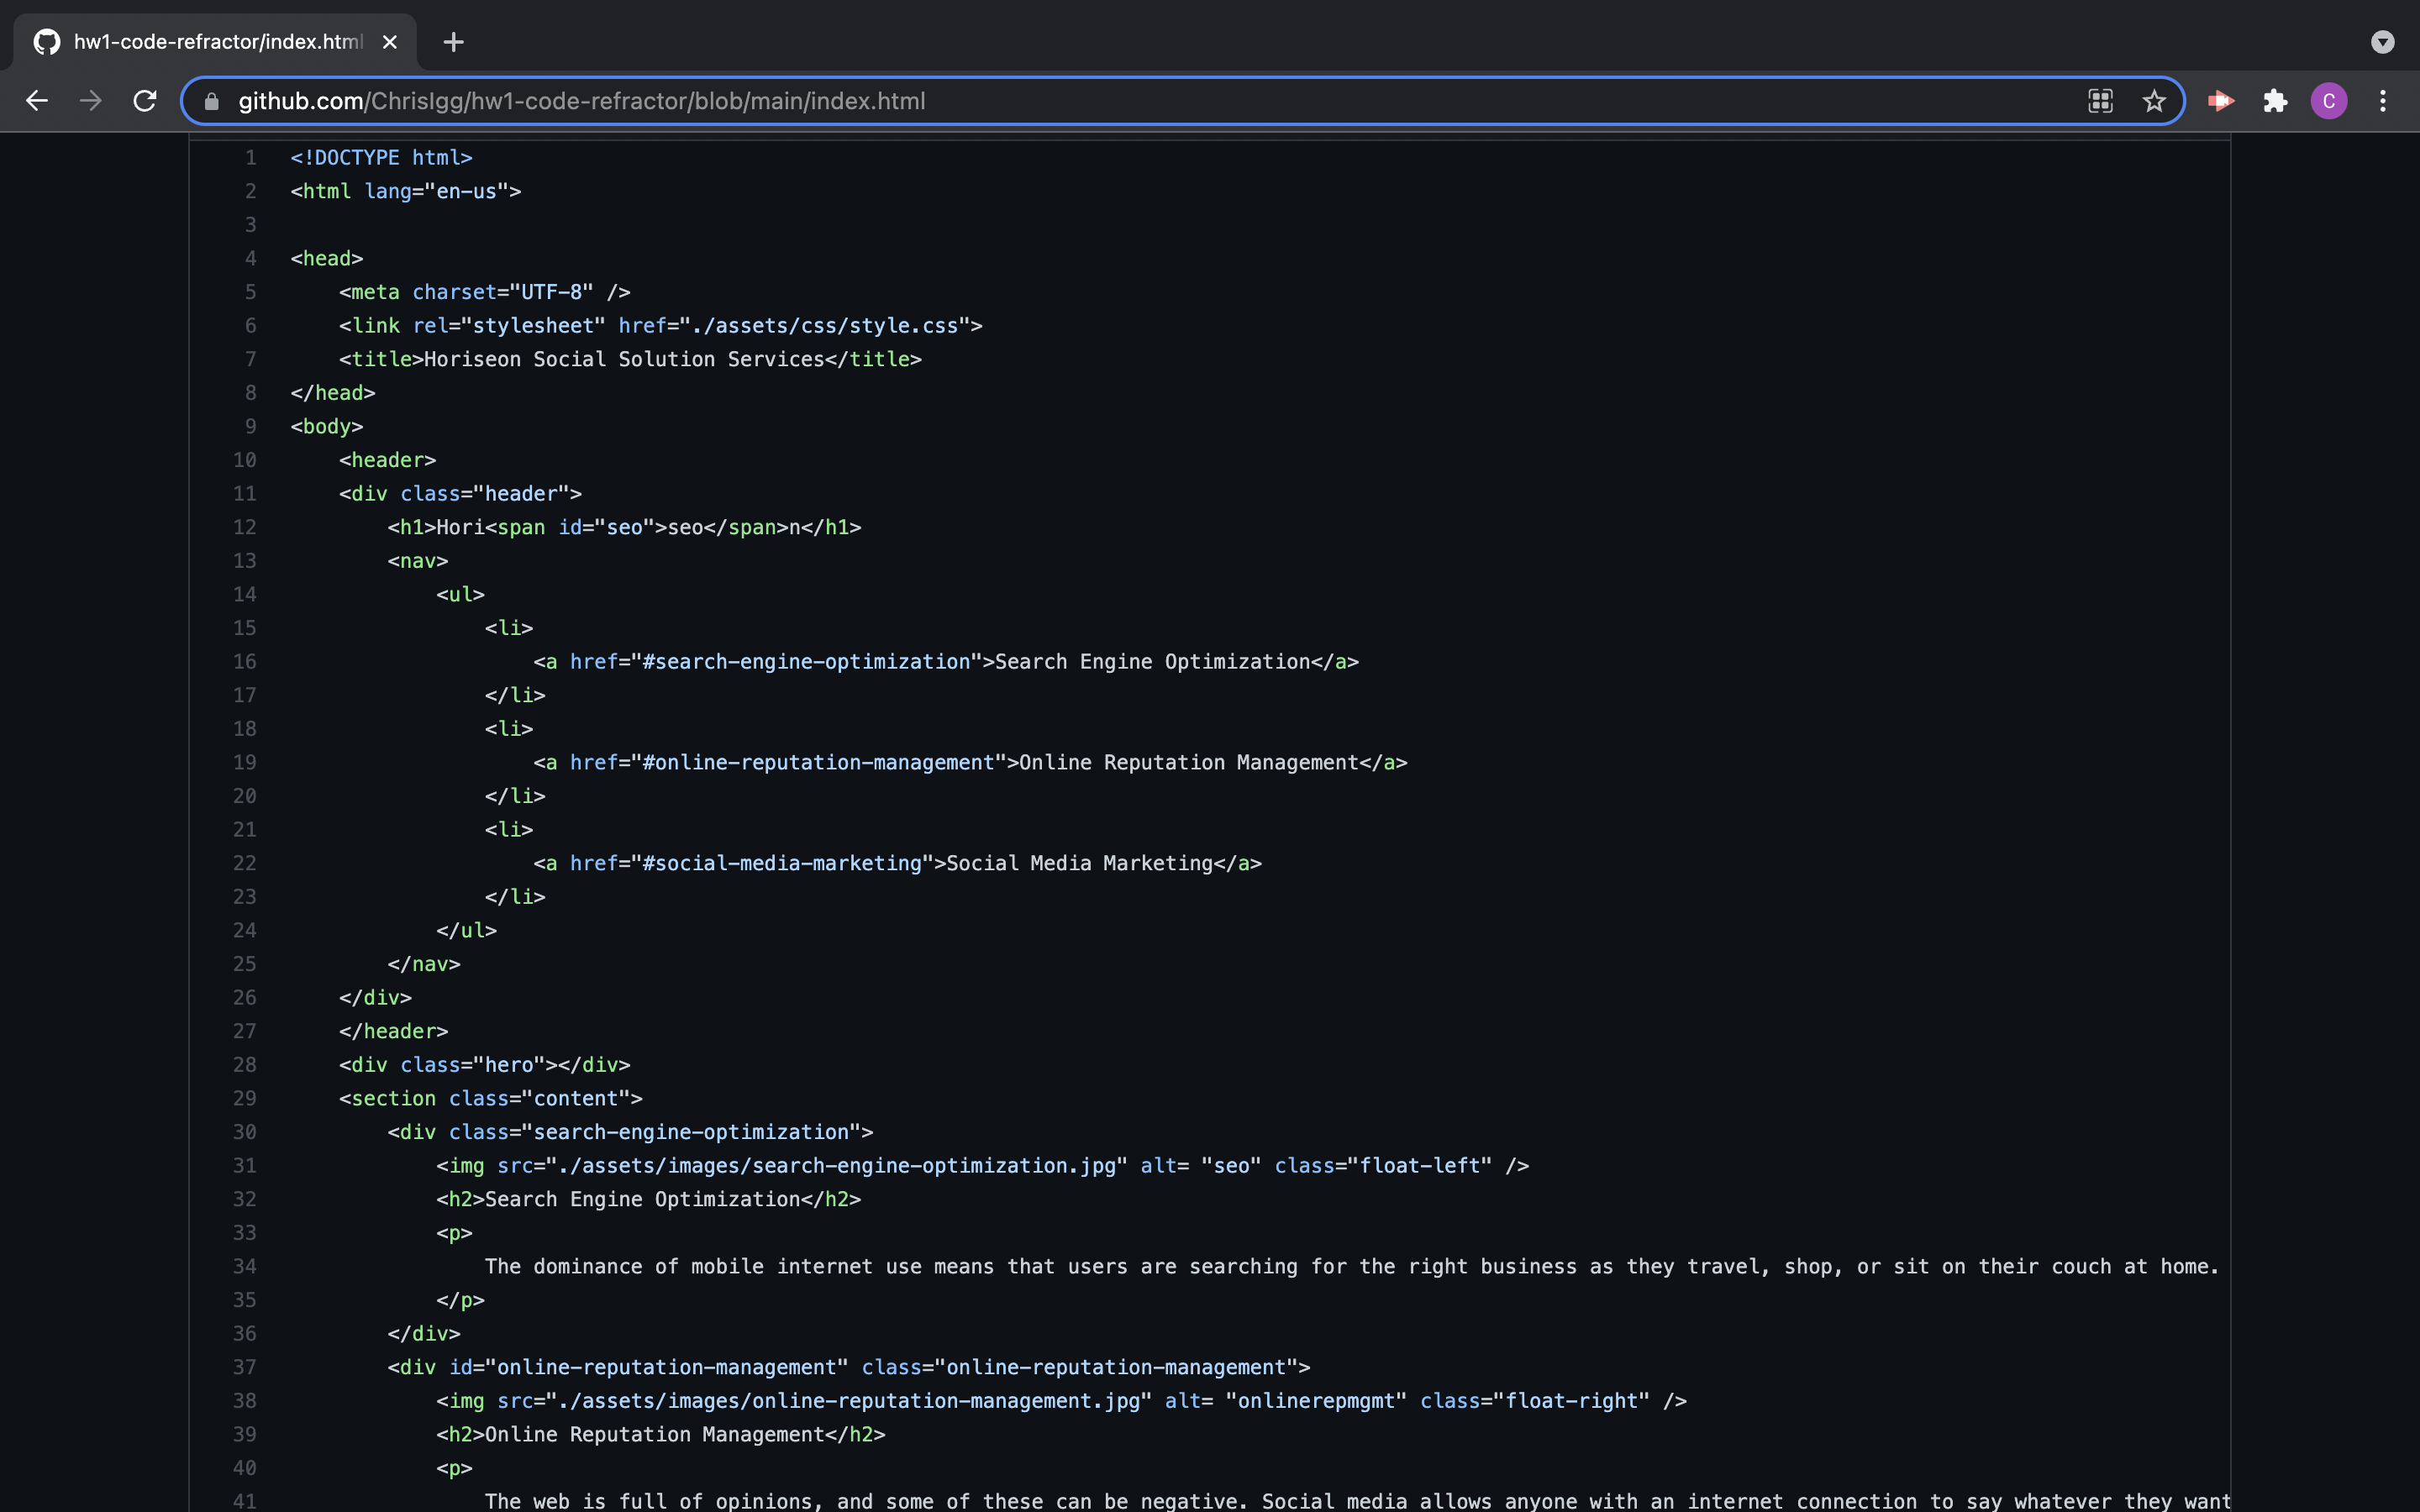 hw1-code-refractor/index.html
github.com/ChrisIgg/hw1-code-refractor/blob/main/index.html
C
1 <!DOCTYPE html>
2 <html lang="en-us">
3
4 <head>
5     <meta charset="UTF-8" />
6     <link rel="stylesheet" href="./assets/css/style.css">
7     <title>Horiseon Social Solution Services</title>
8 </head>
9 <body>
10     <header>
11     <div class="header">
12         <h1>Hori<span id="seo">seo</span>n</h1>
13         <nav>
14             <ul>
15                 <li>
16                     <a href="#search-engine-optimization">Search Engine Optimization</a>
17                 </li>
18                 <li>
19                     <a href="#online-reputation-management">Online Reputation Management</a>
20                 </li>
21                 <li>
22                     <a href="#social-media-marketing">Social Media Marketing</a>
23                 </li>
24             </ul>
25         </nav>
26     </div>
27     </header>
28     <div class="hero"></div>
29     <section class="content">
30         <div class="search-engine-optimization">
31             <img src="./assets/images/search-engine-optimization.jpg" alt= "seo" class="float-left" />
32             <h2>Search Engine Optimization</h2>
33             <p>
34                 The dominance of mobile internet use means that users are searching for the right business as they travel, shop, or sit on their couch at home.
35             </p>
36         </div>
37         <div id="online-reputation-management" class="online-reputation-management">
38             <img src="./assets/images/online-reputation-management.jpg" alt= "onlinerepmgmt" class="float-right" />
39             <h2>Online Reputation Management</h2>
40             <p>
41                 The web is full of opinions, and some of these can be negative. Social media allows anyone with an internet connection to say whatever they want